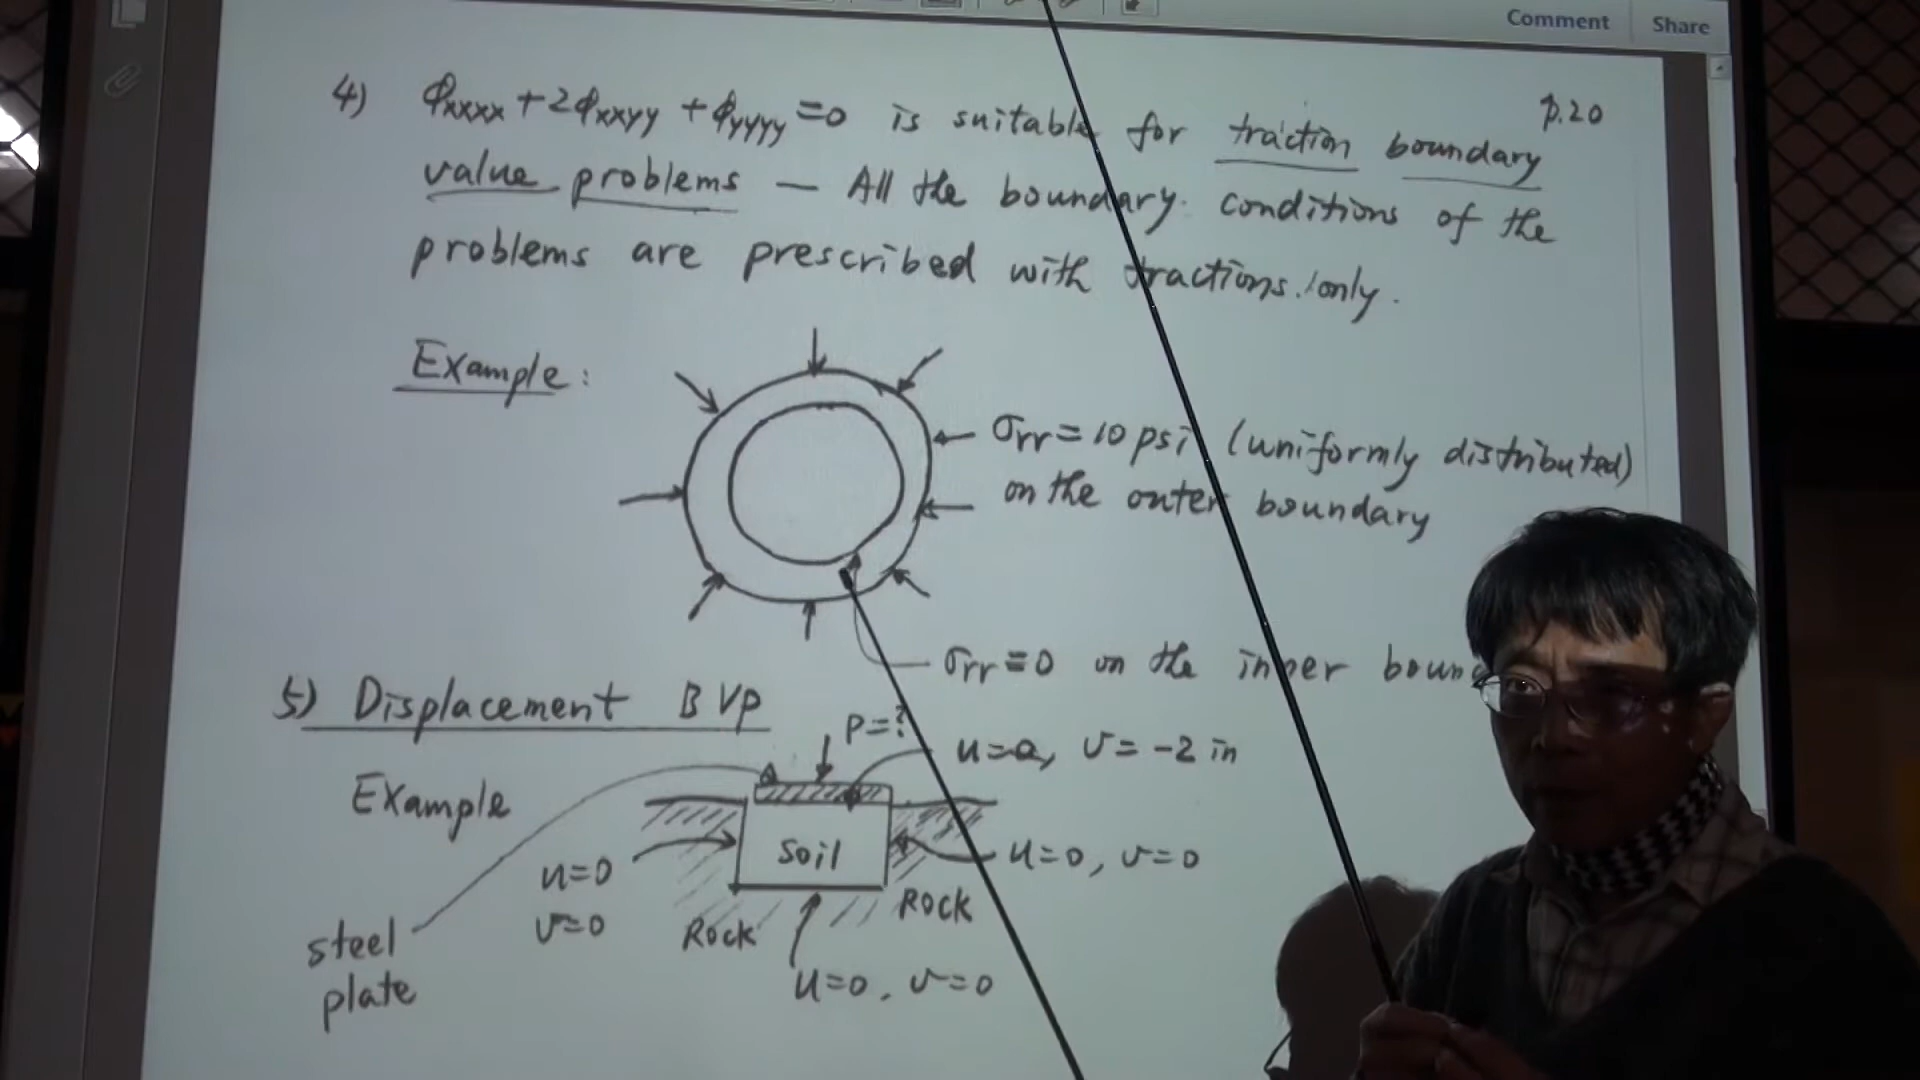 Comment Share
p.20
4) ϕxxxx + 2ϕxxyy + ϕyyyy = 0 is suitable for traction boundary
value problems — All the boundary conditions of the
problems are prescribed with tractions only.
Example:
σrr = 10 psi (uniformly distributed)
on the outer boundary
σrr = 0 on the inner
5) Displacement BVP
P=?
u=0, v= -2 in
Example
Soil
u=0
v=0
u=0, v=0
Rock
Rock
steel
plate
u=0, v=0